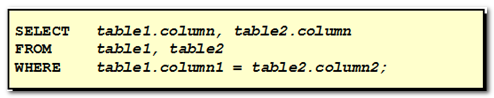 SELECT table1.column, table2.column
FROM table1, table2
WHERE table1.column1 = table2.column2;